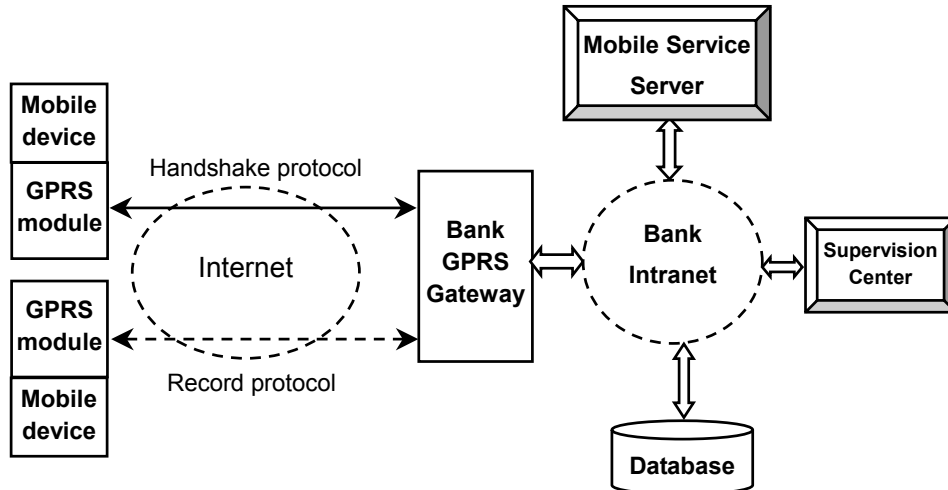 Mobile Service
Server
Mobile
device
GPRS
module
Handshake protocol
Internet
GPRS
module
Mobile
device
Record protocol
Bank
GPRS
Gateway
Bank
Intranet
Supervision
Center
Database